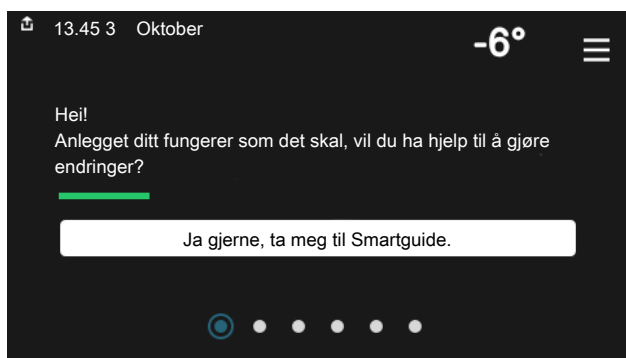 13.45 3 Oktober
-6°
Hei!
Anlegget ditt fungerer som det skal, vil du ha hjelp til å gjøre
endringer?
Ja gjerne, ta meg til Smartguide.